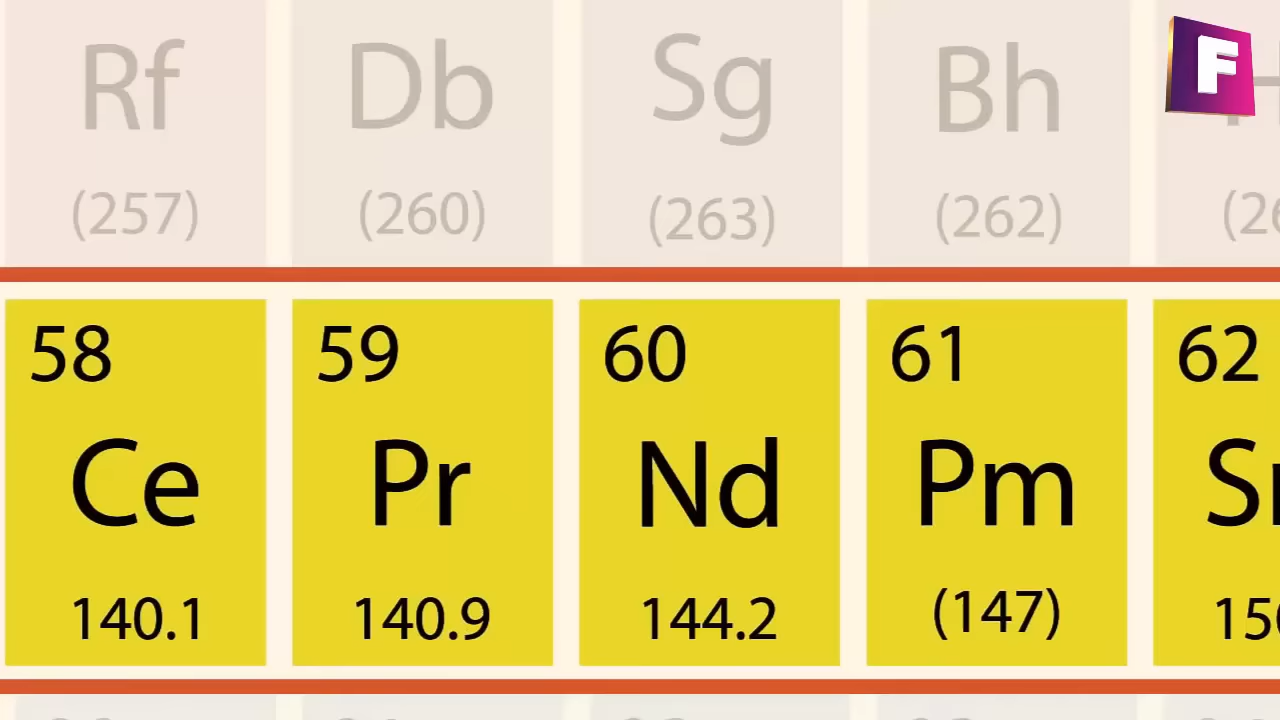 Rf Db Sg Bh
(257) (260) (263) (262)
F
58 59 60 61 62
Ce Pr Nd Pm
140.1 140.9 144.2 (147)